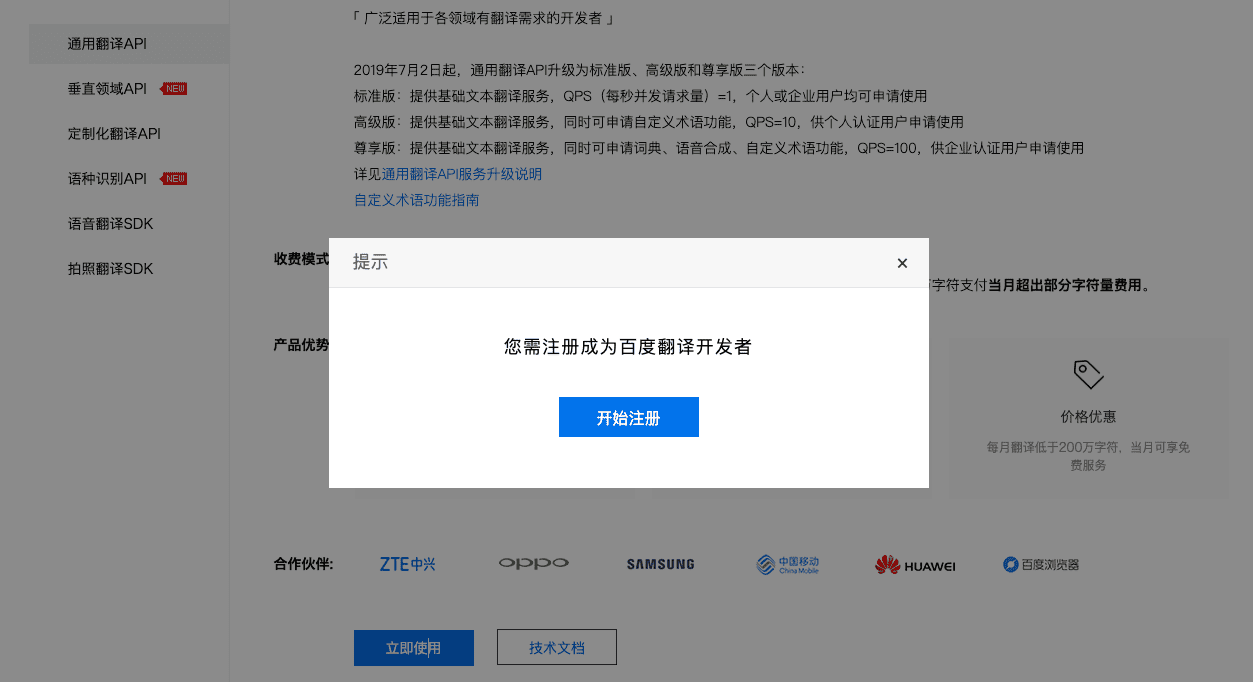 「 广泛适用于各领域有翻译需求的开发者 」
通用翻译API
垂直领域API NEW
定制化翻译API
语种识别API NEW
语音翻译SDK
拍照翻译SDK
2019年7月2日起，通用翻译API升级为标准版、高级版和尊享版三个版本：
标准版：提供基础文本翻译服务，QPS（每秒并发请求量）=1，个人或企业用户均可申请使用
高级版：提供基础文本翻译服务，同时可申请自定义术语功能，QPS=10，供个人认证用户申请使用
尊享版：提供基础文本翻译服务，同时可申请词典、语音合成、自定义术语功能，QPS=100，供企业认证用户申请使用
详见通用翻译API服务升级说明
自定义术语功能指南
收费模式
字符支付当月超出部分字符量费用。
提示
×
您需注册成为百度翻译开发者
开始注册
产品优势
价格优惠
每月翻译低于200万字符，当月可享免
费服务
合作伙伴:
ZTE中兴
oppo
SAMSUNG
中国移动
China Mobile
HUAWEI
百度浏览器
立即使用
技术文档